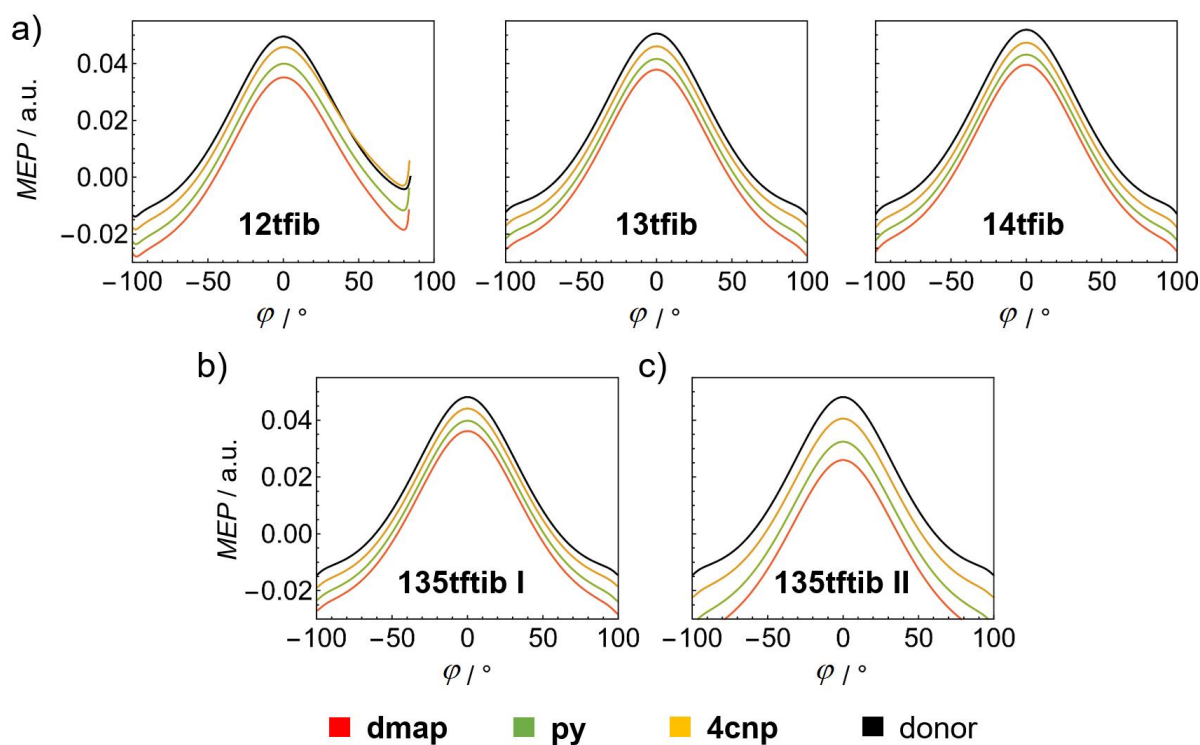 a)
MEP / a.u.
0.04
0.02
0.00
−0.02
12tfib
13tfib
14tfib
−100 −50 0 50 100
−100 −50 0 50 100
−100 −50 0 50 100
φ / °
φ / °
φ / °
b)
c)
MEP / a.u.
0.04
0.02
0.00
−0.02
135tftib I
135tftib II
−100 −50 0 50 100
−100 −50 0 50 100
φ / °
φ / °
dmap py 4cnp donor